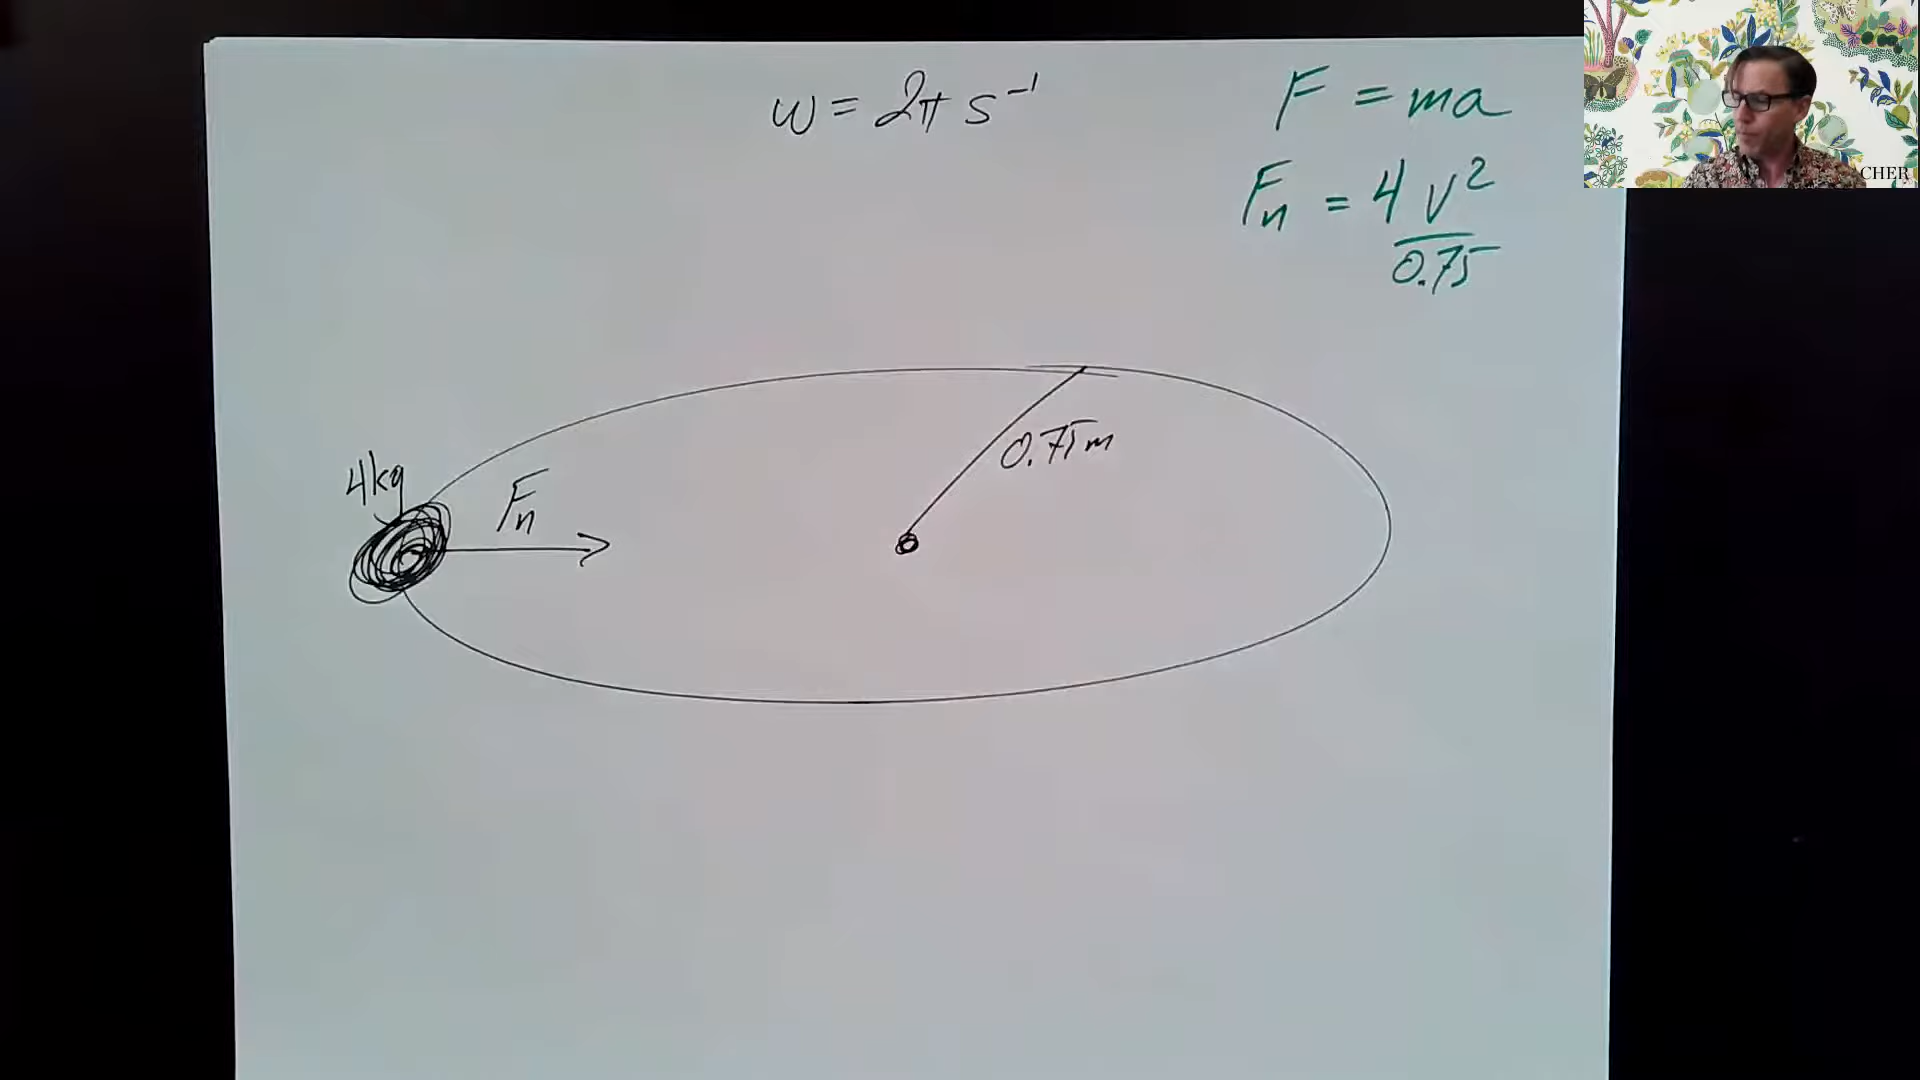 w = 2π s⁻¹
F = ma
Fn = 4 v²
0.75
0.75m
4kg
Fn
CHER